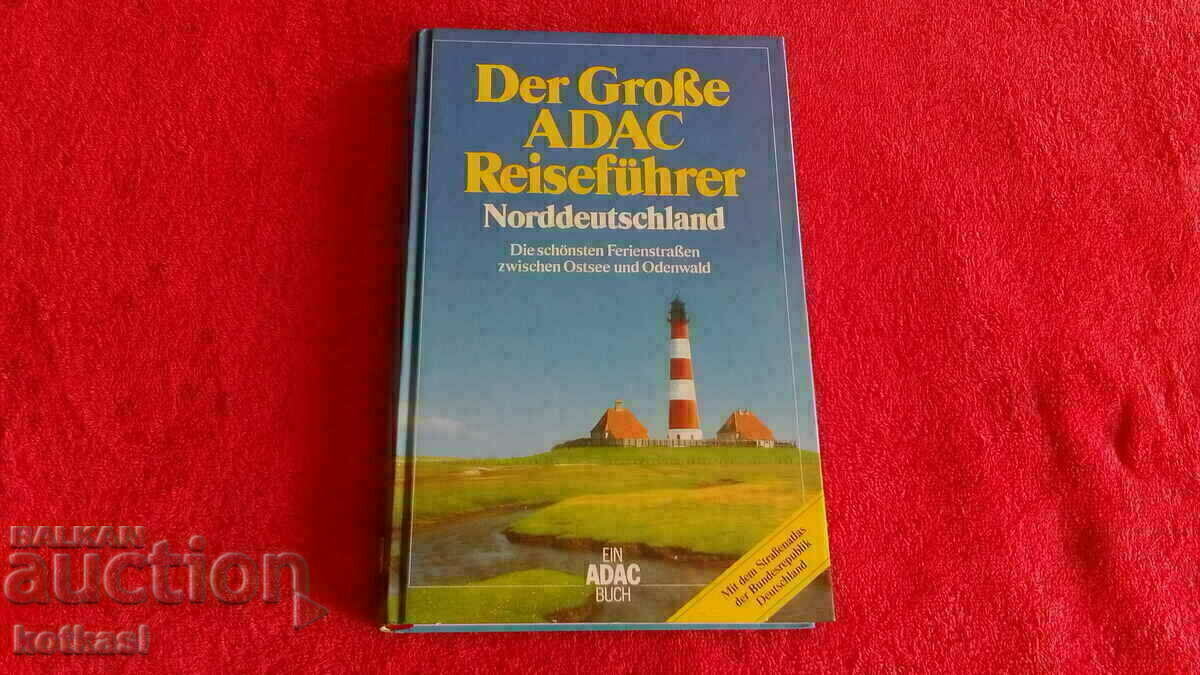 Der Große
ADAC
Reiseführer
Norddeutschland
Die schönsten Ferienstraßen
zwischen Ostsee und Odenwald
EIN
ADAC
BUCH
Mit dem Straßenatlas
der Bundesrepublik
Deutschland
BALKAN
auction
kotkasl